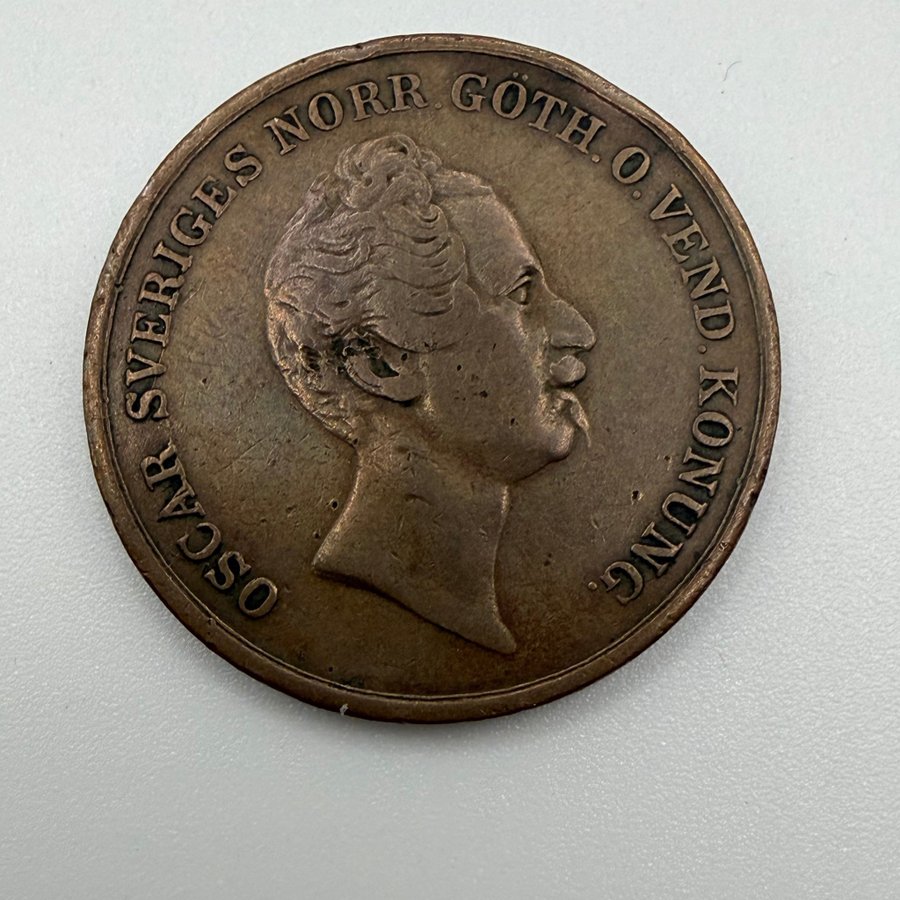 OSCAR SVERIGES NORR. GÖTH. O. VEND. KONUNG.